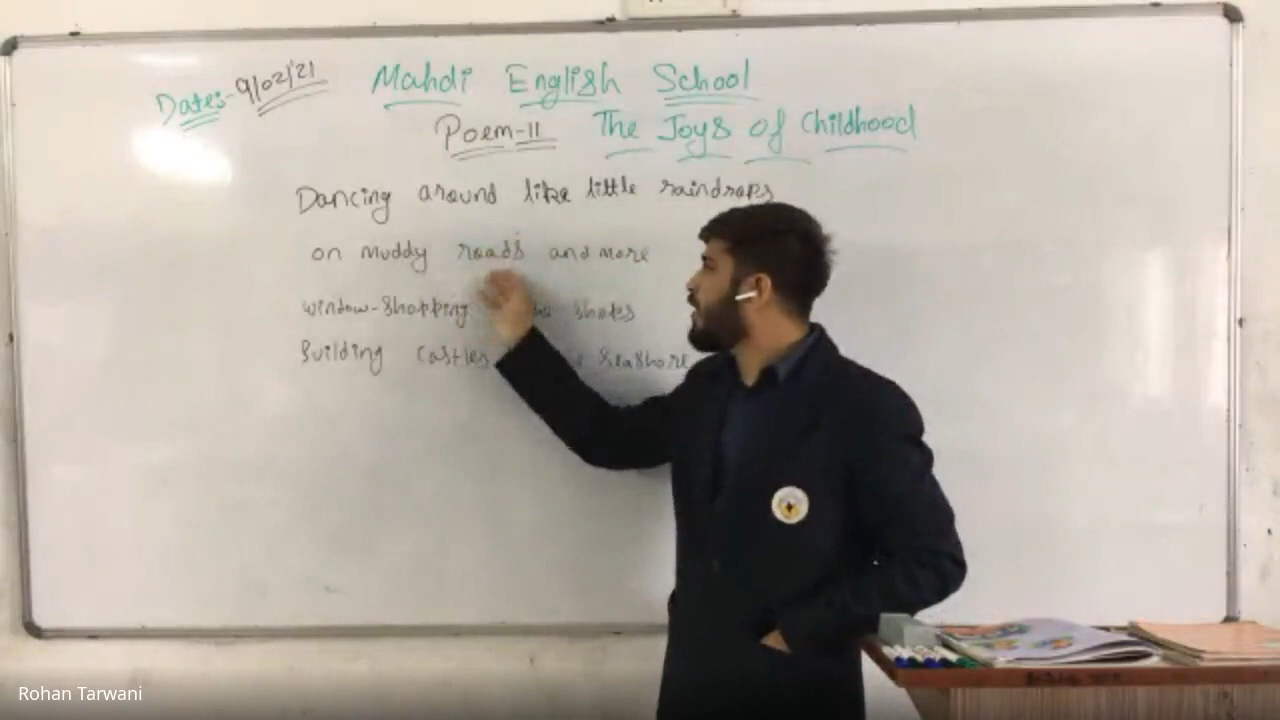 Date:- 9/02/21
Mahdi English School
Poem-11 The Joys of Childhood
Dancing around like little raindrops
on muddy roads and more
window-shopping shops
Building Castles Seashore
Rohan Tarwani